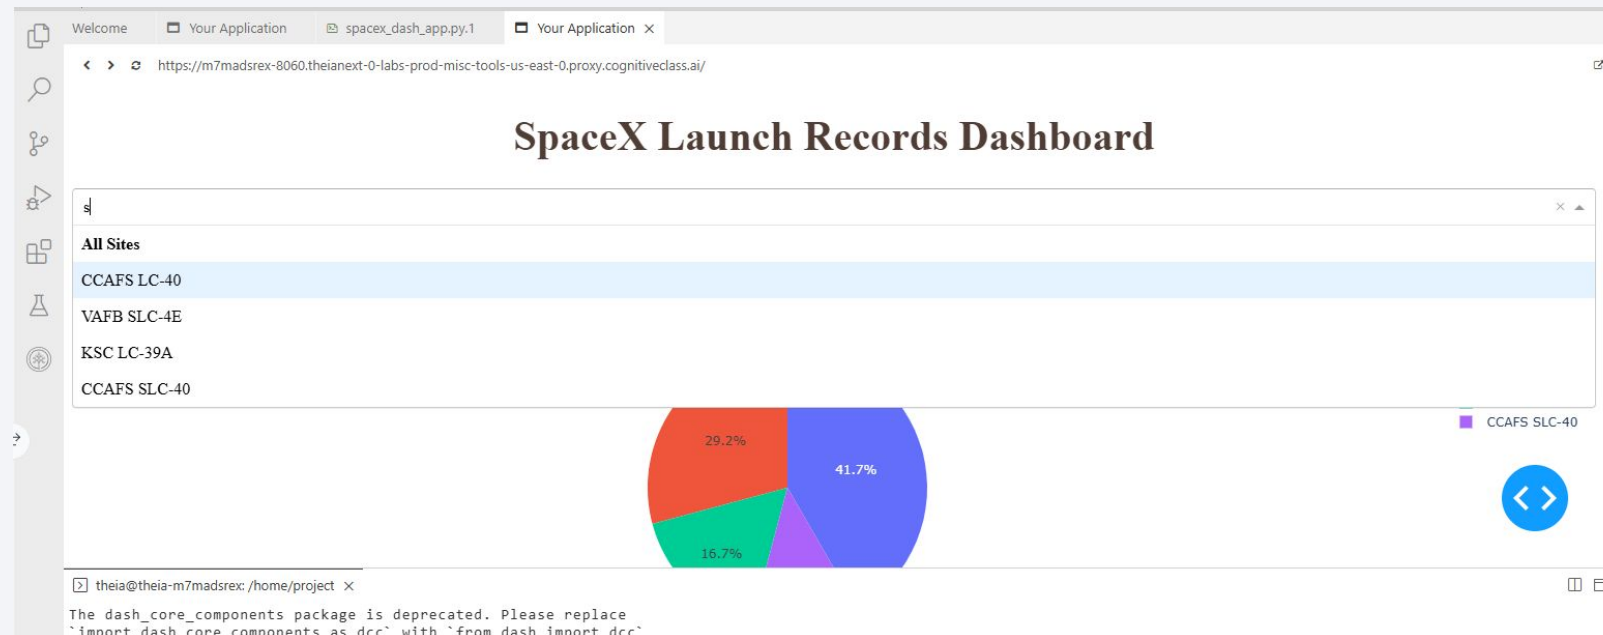 Welcome Your Application spacex_dash_app.py.1 Your Application ×
https://m7madsrex-8060.theianext-0-labs-prod-misc-tools-us-east-0.proxy.cognitiveclass.ai/
SpaceX Launch Records Dashboard
s
All Sites
CCAFS LC-40
VAFB SLC-4E
KSC LC-39A
CCAFS SLC-40
CCAFS SLC-40
29.2%
41.7%
16.7%
theia@theia-m7madsrex: /home/project ×
The dash_core_components package is deprecated. Please replace
`import dash_core_components as dcc` with `from dash import dcc`